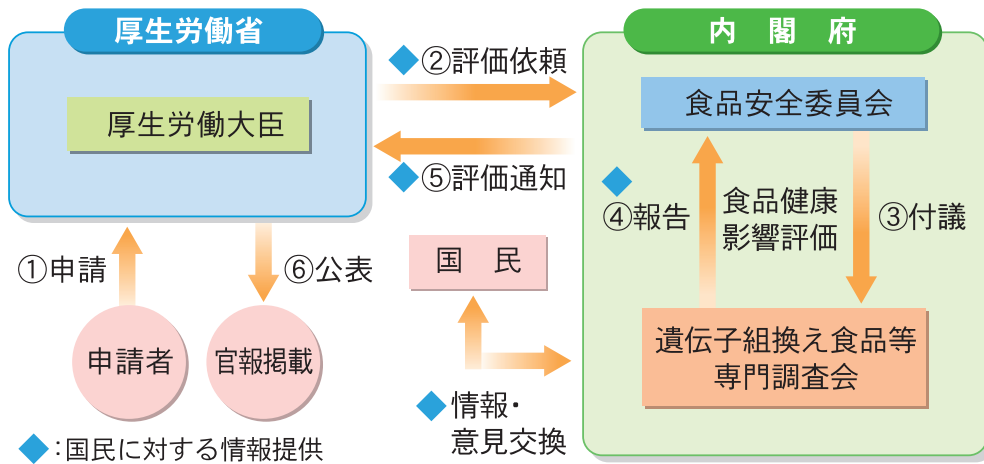 厚生労働省
内　閣　府
②評価依頼
食品安全委員会
厚生労働大臣
⑤評価通知
④報告
食品健康
影響評価
③付議
国　民
①申請
⑥公表
遺伝子組換え食品等
専門調査会
申請者
官報掲載
情報・
意見交換
：国民に対する情報提供